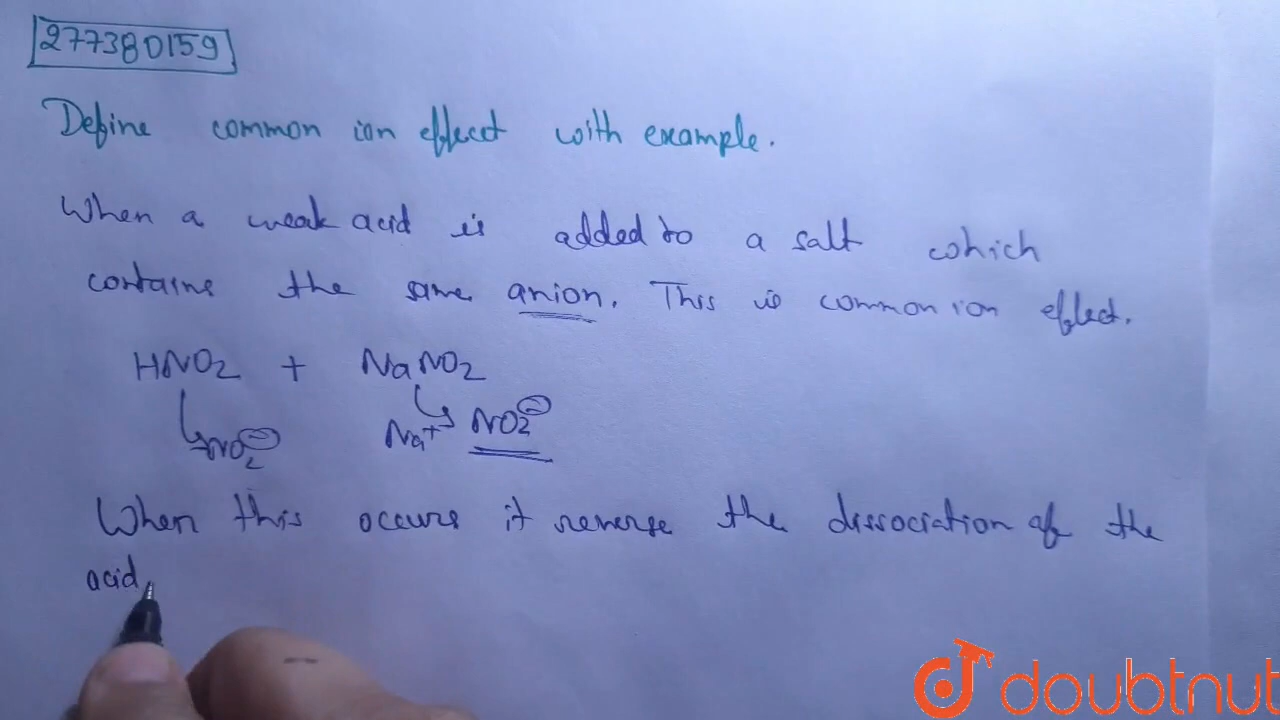 277380159
Define common ion effect with example.
When a weak acid is added to a salt which
contains the same anion. This is common ion effect.
HNO2 + NaNO2
NO2⊖ Na+ NO2⊖
When this occurs it reverse the dissociation of the
acid
doubtnut